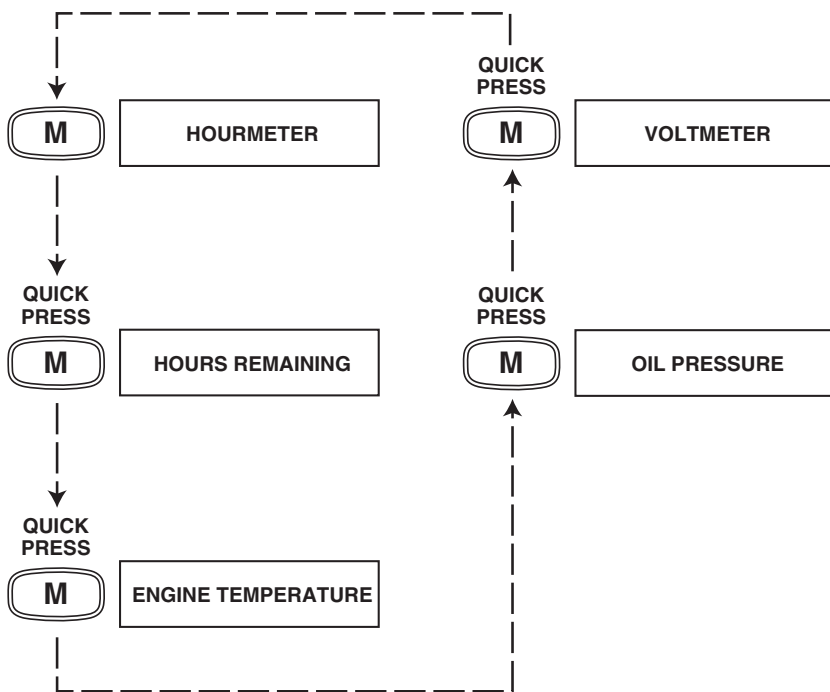 QUICK
PRESS
M
HOURMETER
M
VOLTMETER
QUICK
PRESS
QUICK
PRESS
M
HOURS REMAINING
M
OIL PRESSURE
QUICK
PRESS
M
ENGINE TEMPERATURE